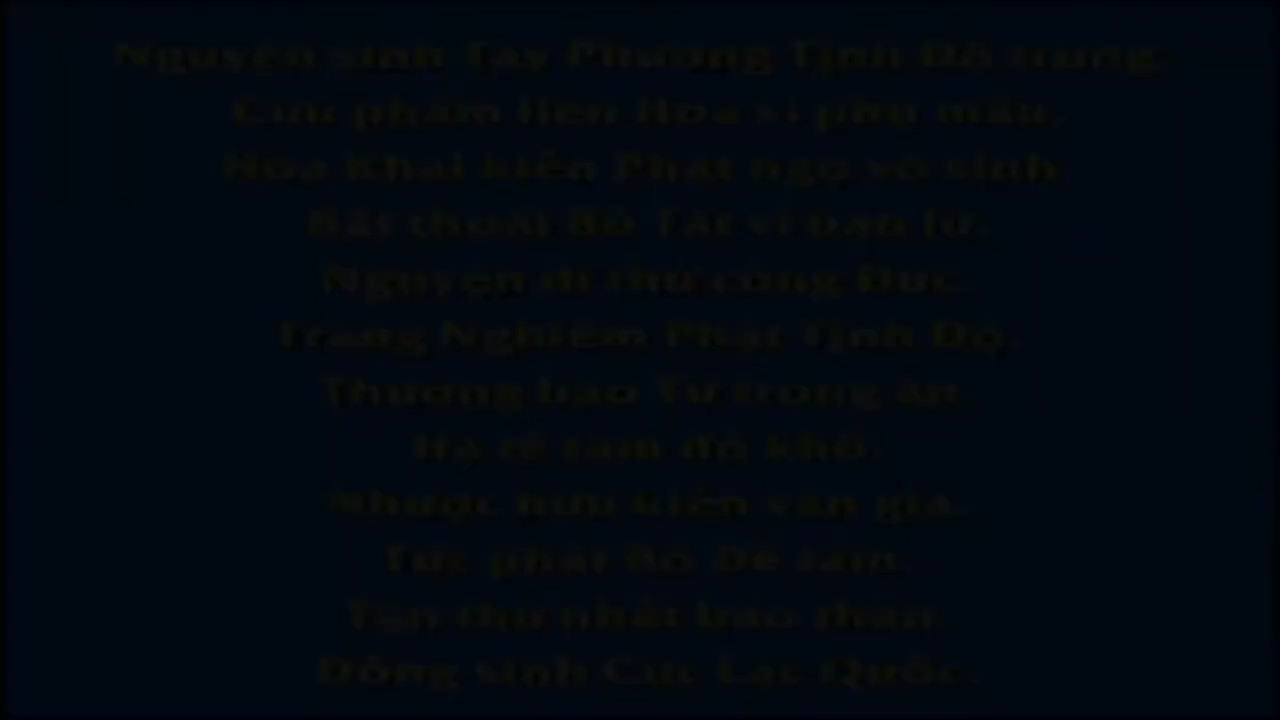 Nguyện sinh Tây Phương Tịnh Độ trung,
Cửu phẩm liên Hoa vi phụ mẫu,
Hoa Khai kiến Phật ngộ vô sinh
Bất thoái Bồ Tát vi bạn lữ.
Nguyện dĩ thử công Đức,
Trang Nghiêm Phật Tịnh Độ,
Thượng báo Tứ trọng ân
Hạ tế tam đồ khổ.
Nhược hữu kiến văn giả,
Tức phát Bồ Đề tâm,
Tận thử nhất báo thân
Đồng sinh Cực Lạc Quốc.